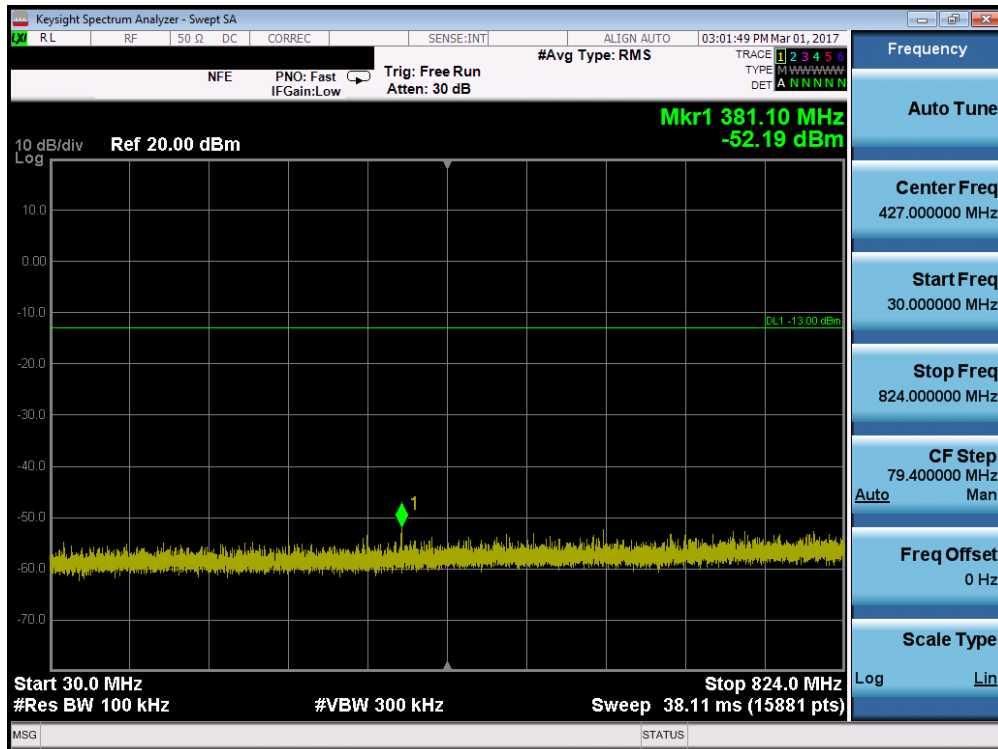 Keysight Spectrum Analyzer - Swept SA
LXI RL RF 50 Ω DC CORREC SENSE:INT ALIGN AUTO 03:01:49 PM Mar 01, 2017
#Avg Type: RMS
TRACE 1 2 3 4 5 6
NFE PNO: Fast Trig: Free Run
TYPE M WWWWW
IFGain:Low Atten: 30 dB
DET A N N N N N
Mkr1 381.10 MHz
-52.19 dBm
10 dB/div Ref 20.00 dBm
Log
10.0
0.00
-10.0
DL1 -13.00 dBm
-20.0
-30.0
-40.0
1
-50.0
-60.0
-70.0
Start 30.0 MHz Stop 824.0 MHz
#Res BW 100 kHz #VBW 300 kHz Sweep 38.11 ms (15881 pts)
MSG STATUS
Frequency
Auto Tune
Center Freq
427.000000 MHz
Start Freq
30.000000 MHz
Stop Freq
824.000000 MHz
CF Step
79.400000 MHz
Auto Man
Freq Offset
0 Hz
Scale Type
Log Lin